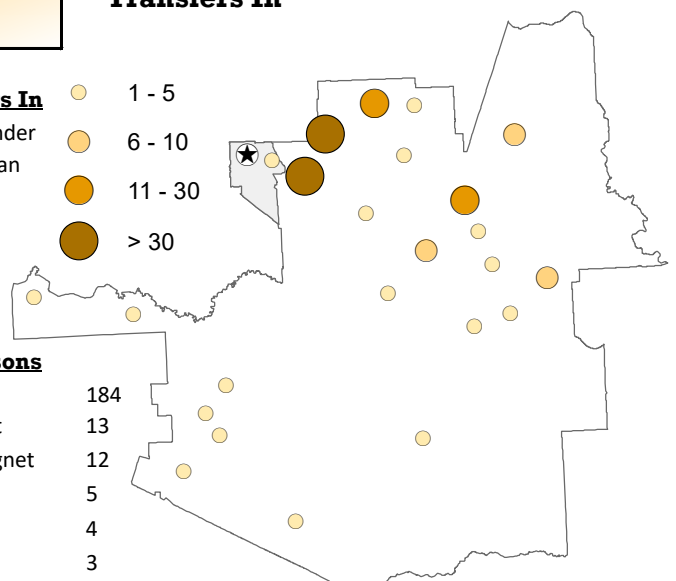 Transfers In
s In
1 - 5
nder
6 - 10
an
11 - 30
> 30
sons
184
t 13
gnet 12
5
4
3